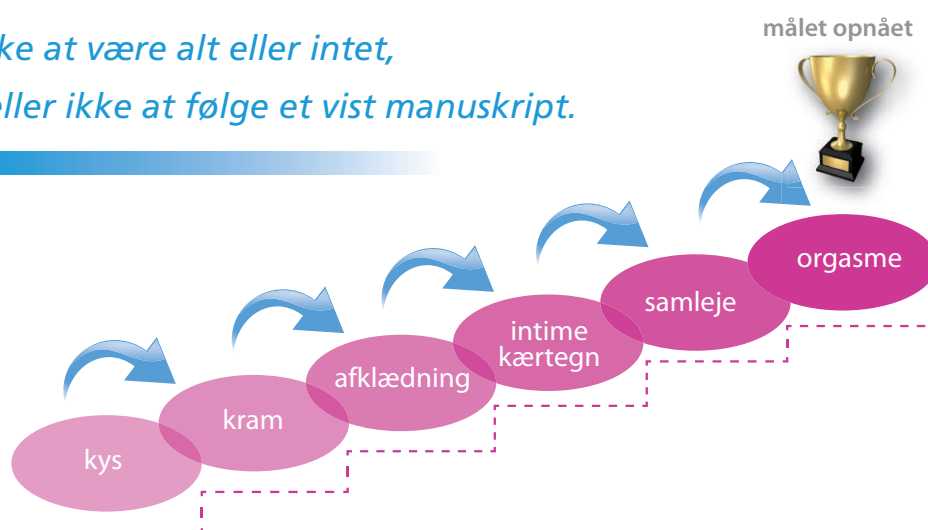 ke at være alt eller intet,
eller ikke at følge et vist manuskript.
målet opnået
kys
kram
afklædning
intime
kærtegn
samleje
orgasme